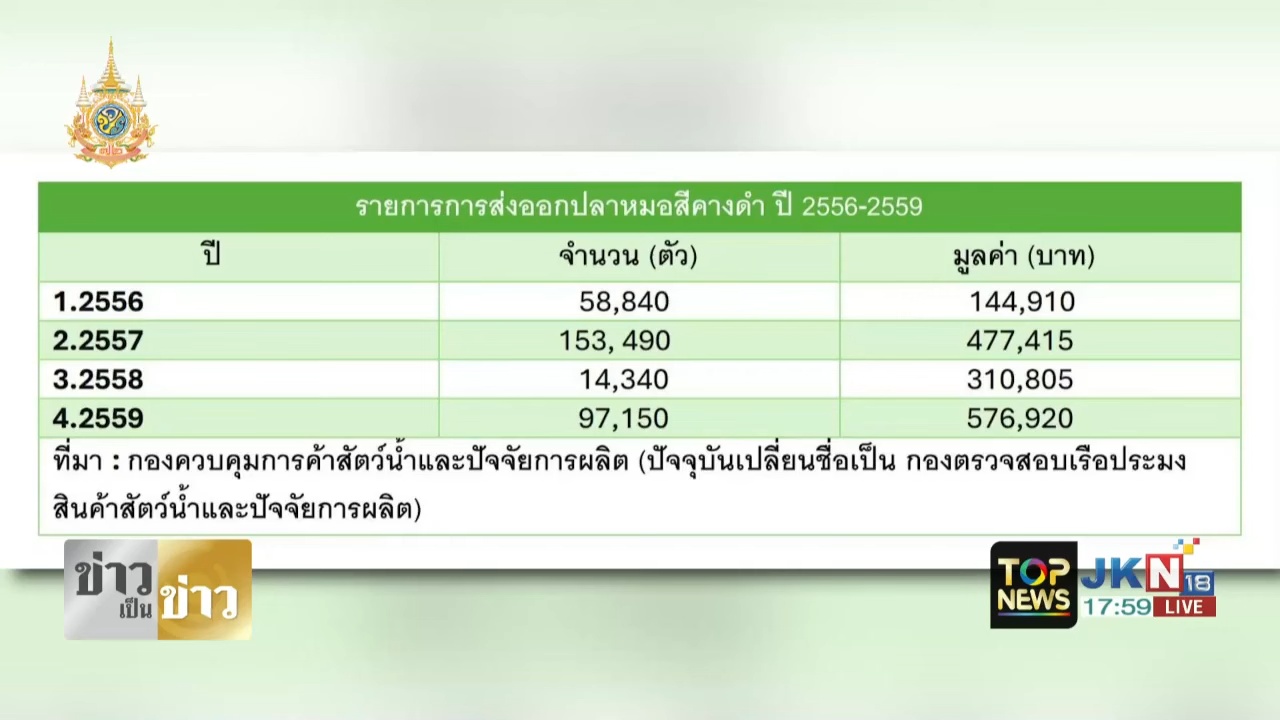 รายการการส่งออกปลาหมอสีคางดำ ปี 2556-2559
ปี จำนวน (ตัว) มูลค่า (บาท)
1.2556 58,840 144,910
2.2557 153, 490 477,415
3.2558 14,340 310,805
4.2559 97,150 576,920
ที่มา : กองควบคุมการค้าสัตว์น้ำและปัจจัยการผลิต (ปัจจุบันเปลี่ยนชื่อเป็น กองตรวจสอบเรือประมง
สินค้าสัตว์น้ำและปัจจัยการผลิต)
ข่าว
เป็น
ข่าว
TOP
NEWS
JKN 18
17:59 LIVE